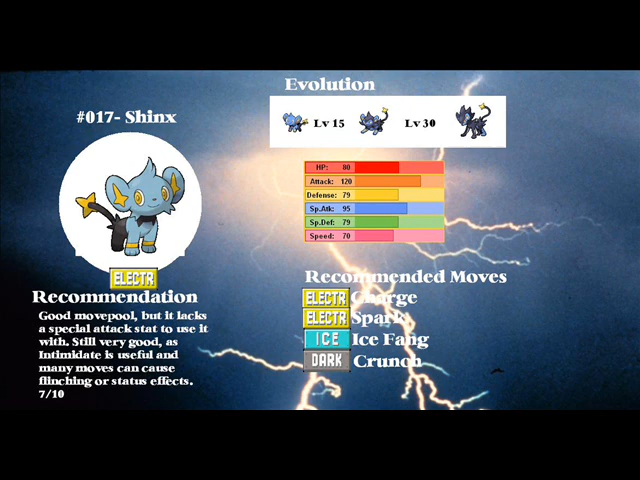 Evolution
#017- Shinx
Lv 15
Lv 30
HP: 80
Attack: 120
Defense: 79
Sp.Atk: 95
Sp.Def: 79
Speed: 70
ELECTR
Recommendation
Good movepool, but it lacks
a special attack stat to use it
with. Still very good, as
Intimidate is useful and
many moves can cause
flinching or status effects.
7/10
Recommended Moves
ELECTR Charge
ELECTR Spark
ICE Ice Fang
DARK Crunch